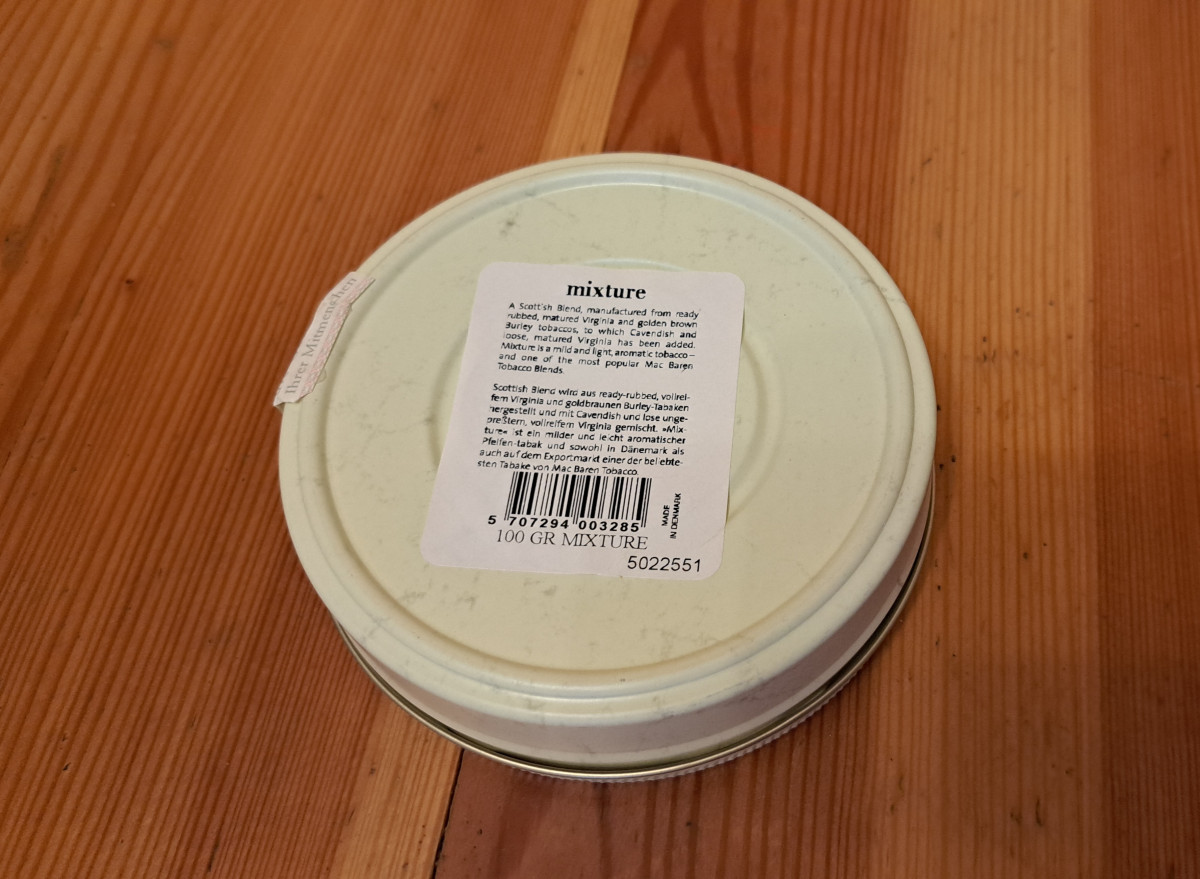 mixture
A Scottish Blend, manufactured from ready
rubbed, matured Virginia and golden brown
Burley tobaccos, to which Cavendish and
loose, matured Virginia has been added.
Mixture is a mild and light, aromatic tobacco –
and one of the most popular Mac Baren
Tobacco Blends.
Scottish Blend wird aus ready-rubbed, vollrei-
fem Virginia und goldbraunen Burley-Tabaken
hergestellt und mit Cavendish und lose unge-
preßtem, vollreifem Virginia gemischt. »Mix-
ture« ist ein milder und leicht aromatischer
Pfeifen-tabak und sowohl in Dänemark als
auch auf dem Exportmarkt einer der beliebte-
sten Tabake von Mac Baren Tobacco.
5 707294 003285
MADE
IN DENMARK
100 GR MIXTURE
5022551
Ihrer Mitmenschen